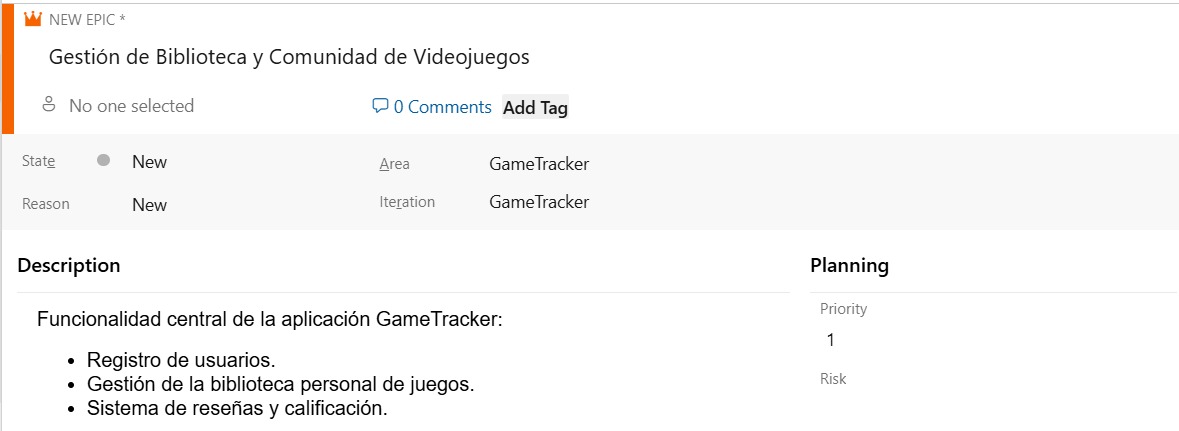 NEW EPIC *
Gestión de Biblioteca y Comunidad de Videojuegos
No one selected
0 Comments
Add Tag
State
New
Area
GameTracker
Reason
New
Iteration
GameTracker
Description
Funcionalidad central de la aplicación GameTracker:
• Registro de usuarios.
• Gestión de la biblioteca personal de juegos.
• Sistema de reseñas y calificación.
Planning
Priority
1
Risk